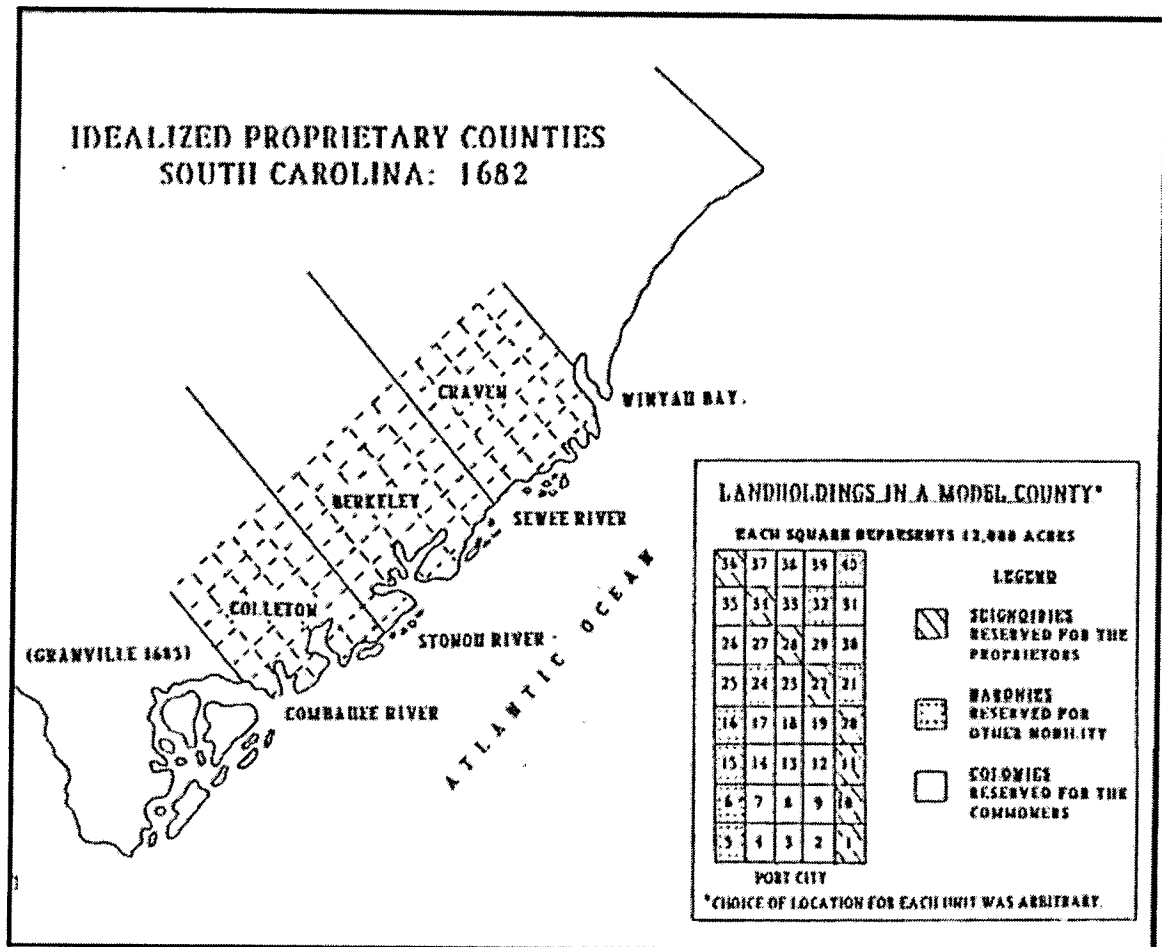 IDEALIZED PROPRIETARY COUNTIES
SOUTH CAROLINA: 1682
CRAVEN
WINYAH BAY.
BERKELEY
SEWEE RIVER
COLLETON
STONOH RIVER
(GRANVILLE 1685)
COMBAHEE RIVER
ATLANTIC OCEAN
LANDHOLDINGS IN A MODEL COUNTY*
EACH SQUARE REPRESENTS 12,000 ACRES
36 37 38 39 40
35 34 33 32 31
26 27 28 29 30
25 24 23 22 21
16 17 18 19 20
15 14 13 12 11
6 7 8 9 10
5 4 3 2 1
PORT CITY
LEGEND
SEIGNOIRIES
RESERVED FOR THE
PROPRIETORS
BARONIES
RESERVED FOR
OTHER NOBILITY
COLONIES
RESERVED FOR THE
COMMONERS
*CHOICE OF LOCATION FOR EACH UNIT WAS ARBITRARY.